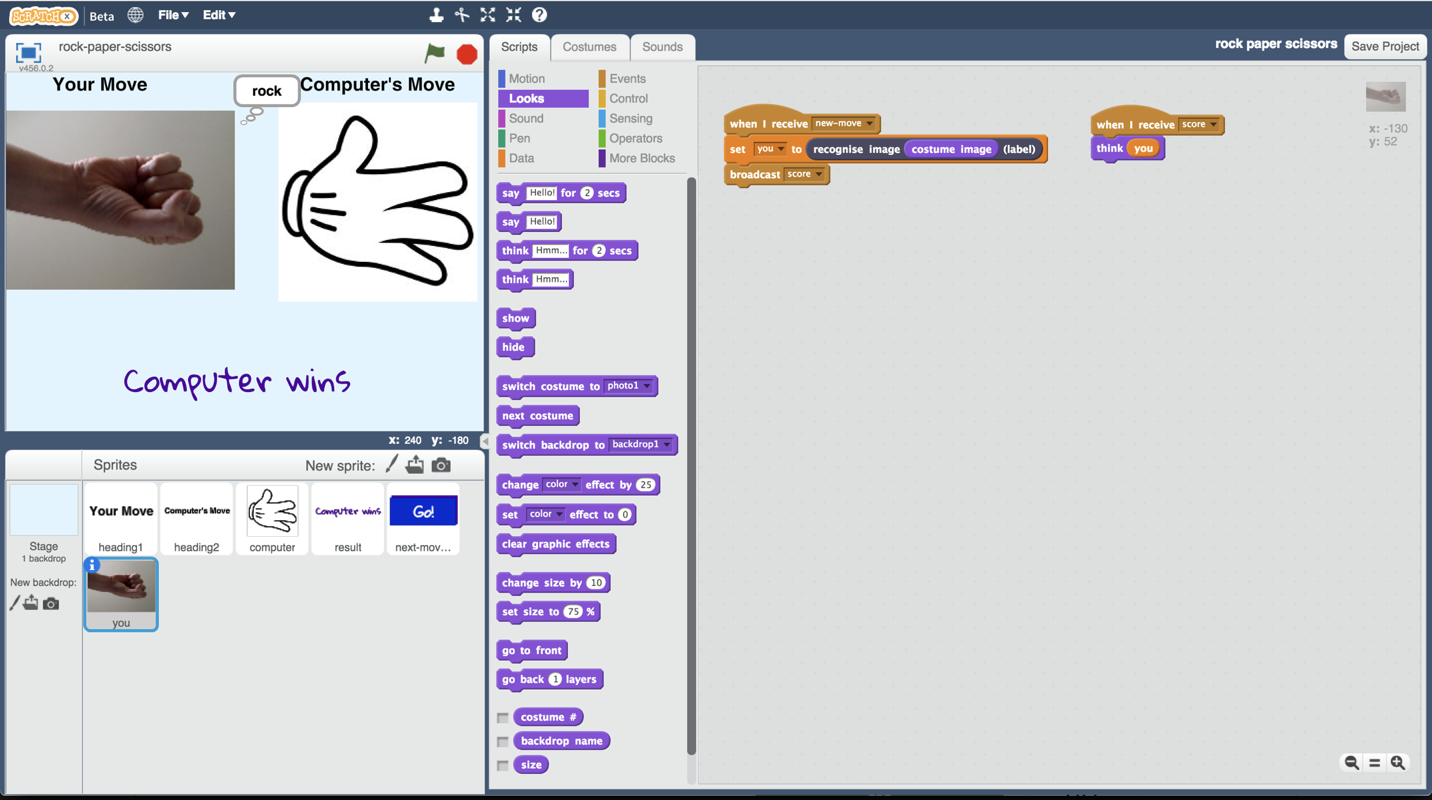 SCRATCHX
Beta
File
Edit
rock-paper-scissors
v456.0.2
Your Move
rock
Computer's Move
Computer wins
x: 240 y: -180
Sprites
New sprite:
Stage
1 backdrop
New backdrop:
Your Move
heading1
Computer's Move
heading2
computer
Computer wins
result
Go!
next-mov...
i
you
Scripts
Costumes
Sounds
Motion
Looks
Sound
Pen
Data
Events
Control
Sensing
Operators
More Blocks
say Hello! for 2 secs
say Hello!
think Hmm... for 2 secs
think Hmm...
show
hide
switch costume to photo1
next costume
switch backdrop to backdrop1
change color effect by 25
set color effect to 0
clear graphic effects
change size by 10
set size to 75 %
go to front
go back 1 layers
costume #
backdrop name
size
rock paper scissors
Save Project
when I receive new-move
set you to recognise image costume image (label)
broadcast score
when I receive score
think you
x: -130
y: 52